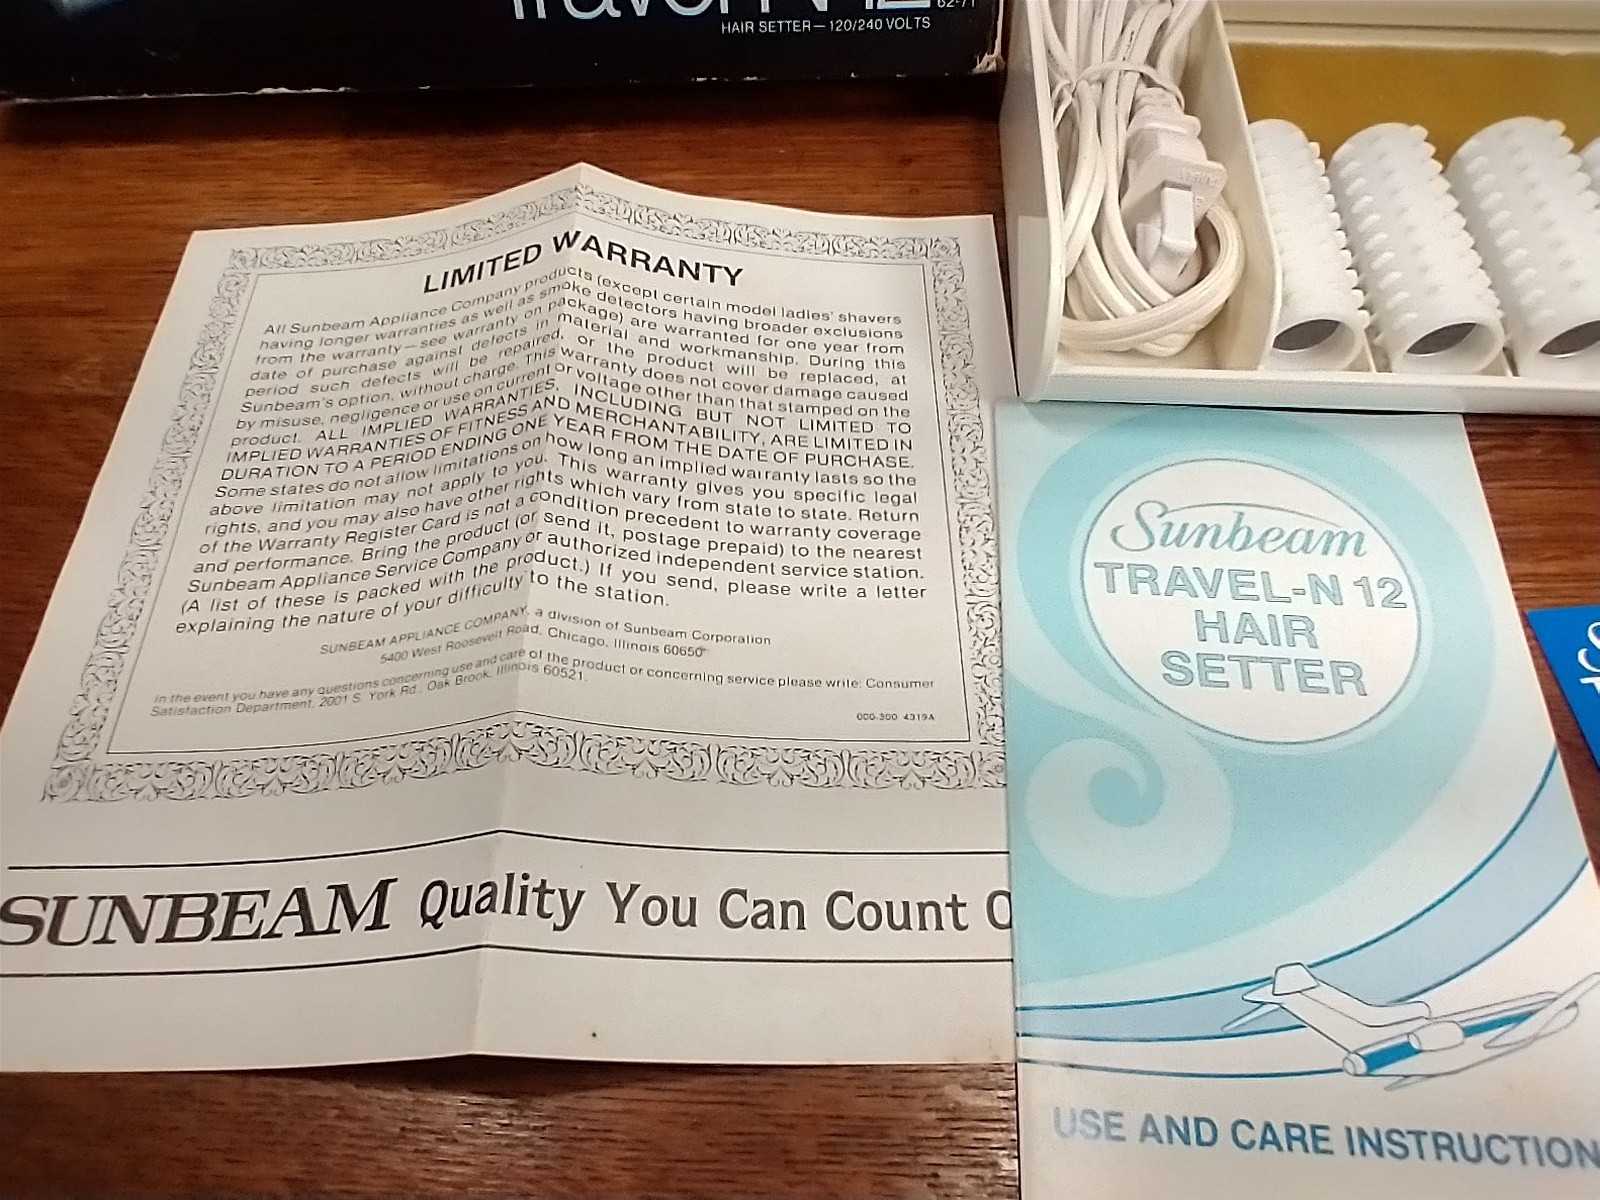 Travel-N 12 62-71
HAIR SETTER—120/240 VOLTS
LIMITED WARRANTY
All Sunbeam Appliance Company products (except certain model ladies' shavers
having longer warranties as well as smoke detectors having broader exclusions
from the warranty—see warranty on package) are warranted for one year from
date of purchase against defects in material and workmanship. During this
period such defects will be repaired, or the product will be replaced, at
Sunbeam's option, without charge. This warranty does not cover damage caused
by misuse, negligence or use on current or voltage other than that stamped on the
product. ALL IMPLIED WARRANTIES, INCLUDING BUT NOT LIMITED TO
IMPLIED WARRANTIES OF FITNESS AND MERCHANTABILITY, ARE LIMITED IN
DURATION TO A PERIOD ENDING ONE YEAR FROM THE DATE OF PURCHASE.
Some states do not allow limitations on how long an implied warranty lasts so the
above limitation may not apply to you. This warranty gives you specific legal
rights, and you may also have other rights which vary from state to state. Return
of the Warranty Register Card is not a condition precedent to warranty coverage
and performance. Bring the product (or send it, postage prepaid) to the nearest
Sunbeam Appliance Service Company or authorized independent service station.
(A list of these is packed with the product.) If you send, please write a letter
explaining the nature of your difficulty to the station.
SUNBEAM APPLIANCE COMPANY, a division of Sunbeam Corporation
5400 West Roosevelt Road, Chicago, Illinois 60650
In the event you have any questions concerning use and care of the product or concerning service please write: Consumer
Satisfaction Department, 2001 S. York Rd., Oak Brook, Illinois 60521.
000-300 4319A
SUNBEAM Quality You Can Count O
Sunbeam
TRAVEL-N 12
HAIR
SETTER
USE AND CARE INSTRUCTION